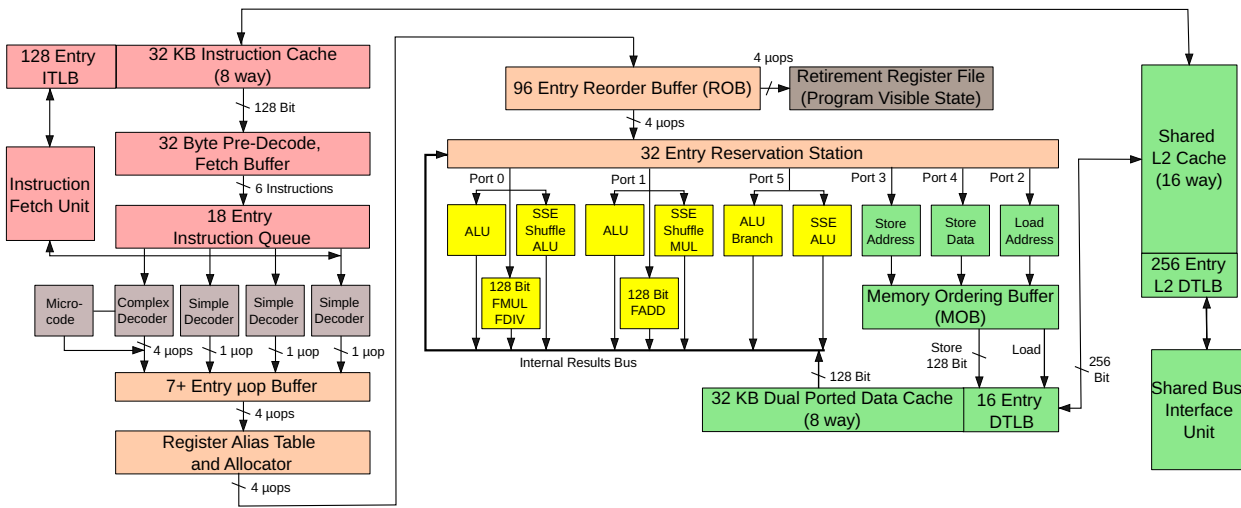 128 Entry
ITLB
32 KB Instruction Cache
(8 way)
128 Bit
32 Byte Pre-Decode,
Fetch Buffer
Instruction
Fetch Unit
6 Instructions
18 Entry
Instruction Queue
Micro-
code
Complex
Decoder
Simple
Decoder
Simple
Decoder
Simple
Decoder
4 µops
1 µop
1 µop
1 µop
7+ Entry µop Buffer
4 µops
Register Alias Table
and Allocator
4 µops
96 Entry Reorder Buffer (ROB)
4 µops
Retirement Register File
(Program Visible State)
4 µops
32 Entry Reservation Station
Port 0
Port 1
Port 5
Port 3
Port 4
Port 2
ALU
SSE
Shuffle
ALU
ALU
SSE
Shuffle
MUL
ALU
Branch
SSE
ALU
Store
Address
Store
Data
Load
Address
128 Bit
FMUL
FDIV
128 Bit
FADD
Memory Ordering Buffer
(MOB)
Internal Results Bus
Store
128 Bit
Load
128 Bit
256
Bit
32 KB Dual Ported Data Cache
(8 way)
16 Entry
DTLB
Shared
L2 Cache
(16 way)
256 Entry
L2 DTLB
Shared Bus
Interface
Unit